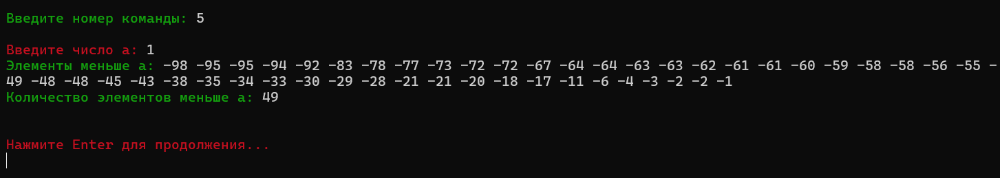 Введите номер команды: 5
Введите число а: 1
Элементы меньше а: -98 -95 -95 -94 -92 -83 -78 -77 -73 -72 -72 -67 -64 -64 -63 -63 -62 -61 -61 -60 -59 -58 -58 -56 -55 -
49 -48 -48 -45 -43 -38 -35 -34 -33 -30 -29 -28 -21 -21 -20 -18 -17 -11 -6 -4 -3 -2 -2 -1
Количество элементов меньше а: 49
Нажмите Enter для продолжения...